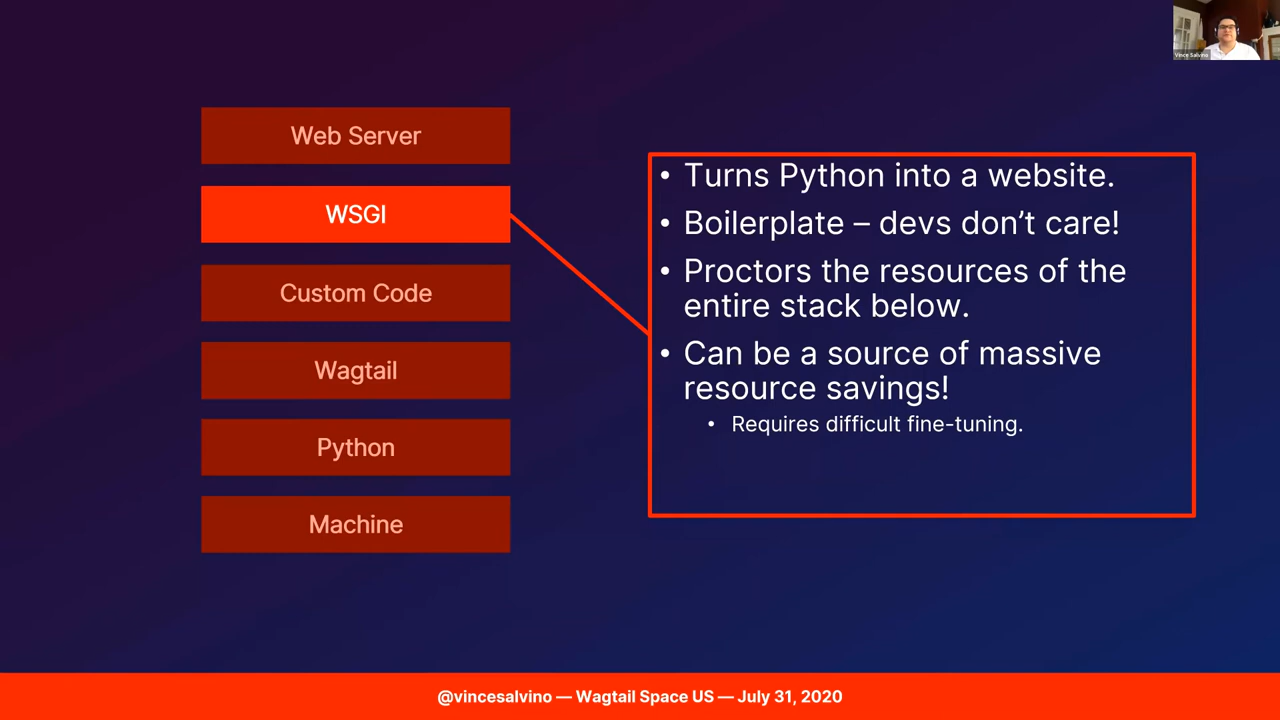 Vince Salvino
Web Server
WSGI
Custom Code
Wagtail
Python
Machine
• Turns Python into a website.
• Boilerplate – devs don’t care!
• Proctors the resources of the
entire stack below.
• Can be a source of massive
resource savings!
• Requires difficult fine-tuning.
@vincesalvino — Wagtail Space US — July 31, 2020